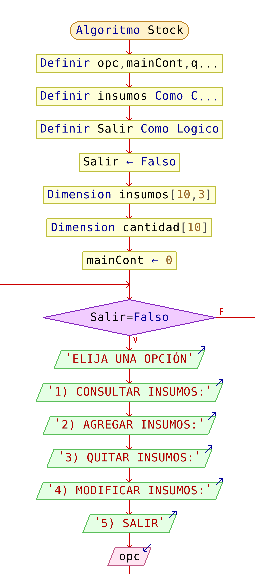 Algoritmo Stock
Definir opc,mainCont,q...
Definir insumos Como C...
Definir Salir Como Logico
Salir ← Falso
Dimension insumos[10,3]
Dimension cantidad[10]
mainCont ← 0
Salir=Falso
F
V
'ELIJA UNA OPCIÓN'
'1) CONSULTAR INSUMOS:'
'2) AGREGAR INSUMOS:'
'3) QUITAR INSUMOS:'
'4) MODIFICAR INSUMOS:'
'5) SALIR'
opc